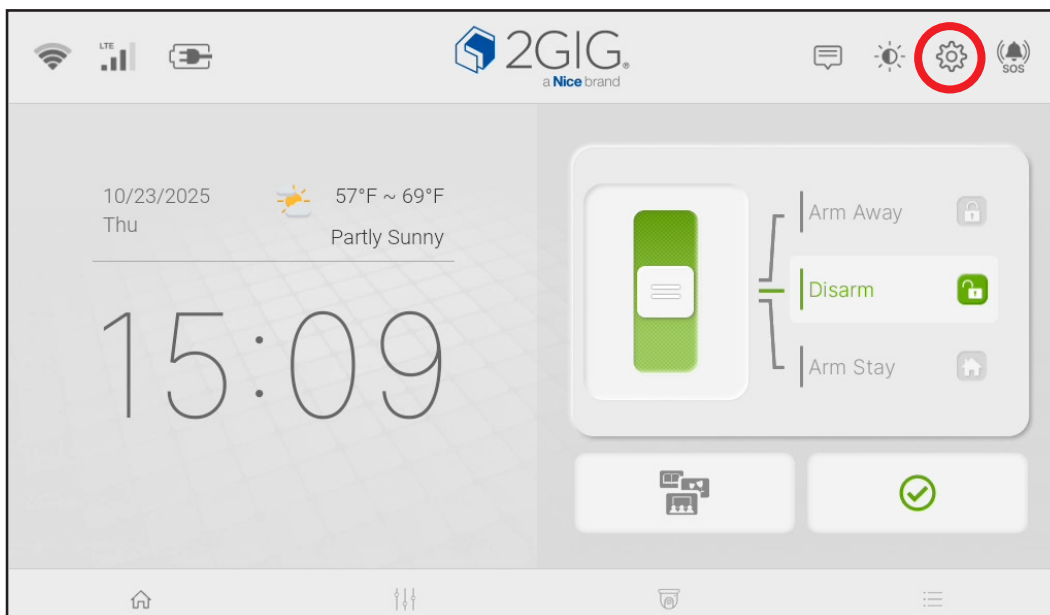 LTE
2GIG®
a Nice brand
SOS
10/23/2025
Thu
57°F ~ 69°F
Partly Sunny
15:09
Arm Away
Disarm
Arm Stay